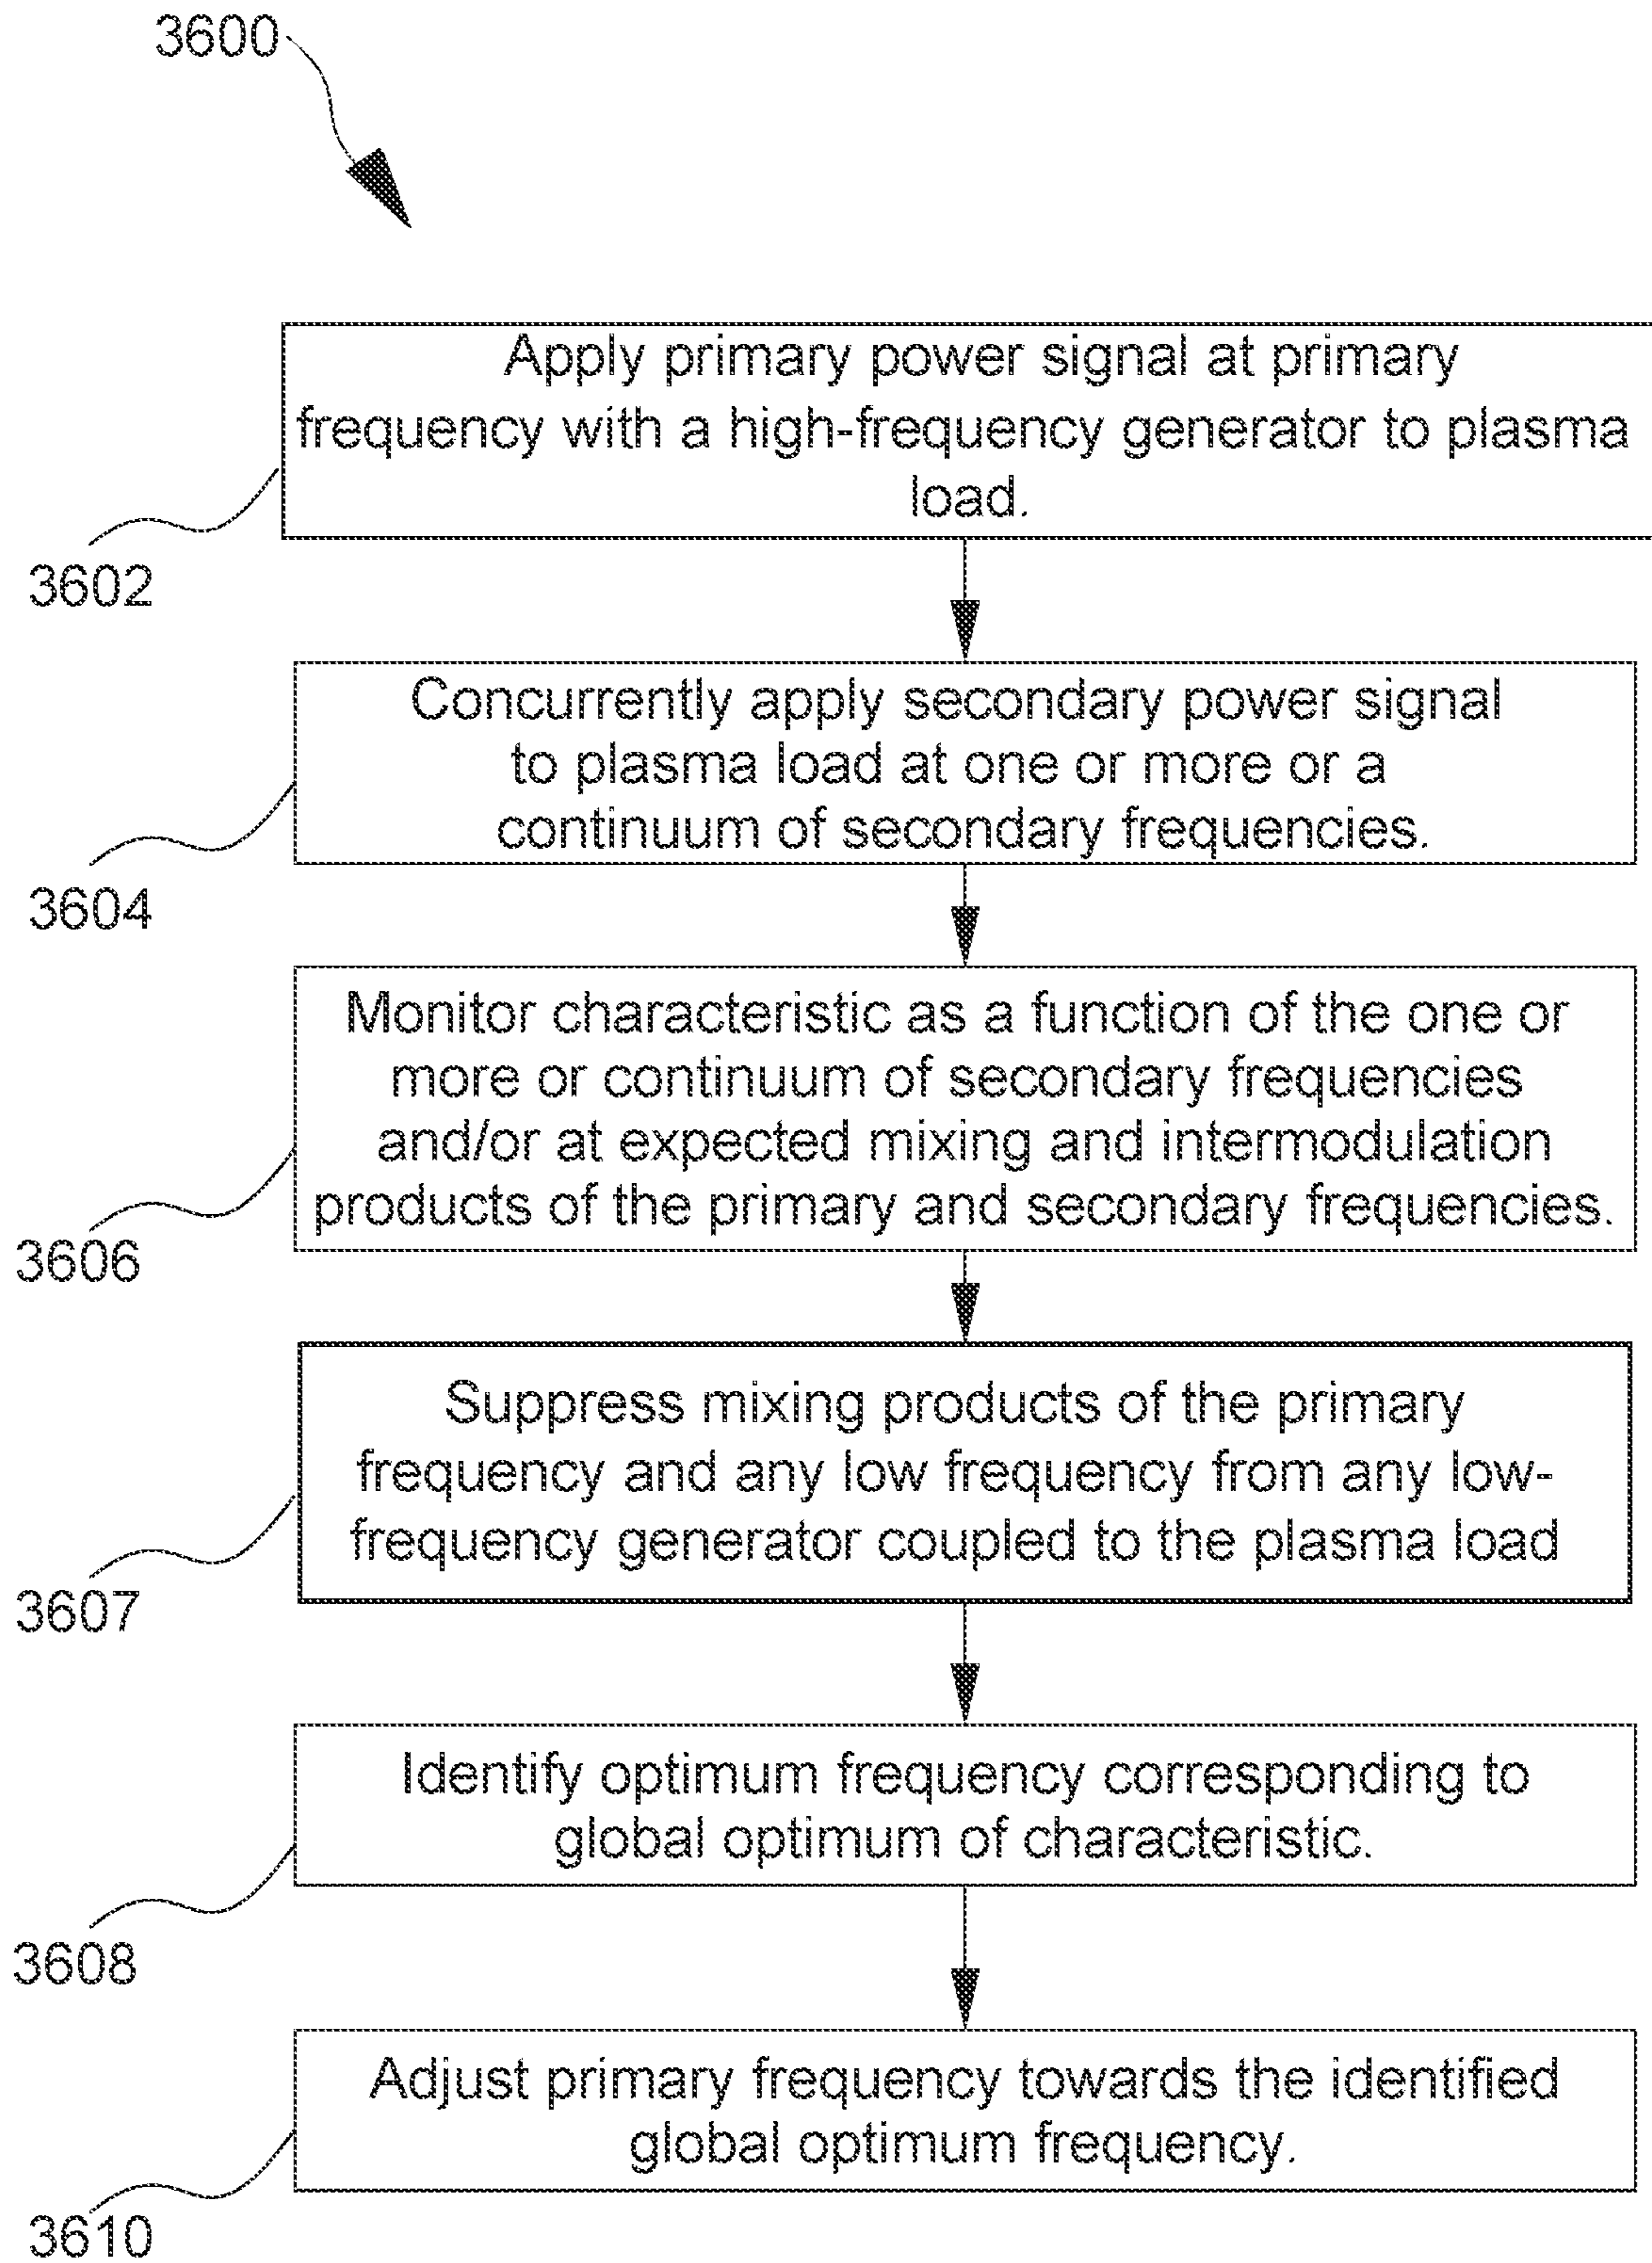 3600
Apply primary power signal at primary
frequency with a high-frequency generator to plasma
load.
3602
Concurrently apply secondary power signal
to plasma load at one or more or a
continuum of secondary frequencies.
3604
Monitor characteristic as a function of the one or
more or continuum of secondary frequencies
and/or at expected mixing and intermodulation
products of the primary and secondary frequencies.
3606
Suppress mixing products of the primary
frequency and any low frequency from any low-
frequency generator coupled to the plasma load
3607
Identify optimum frequency corresponding to
global optimum of characteristic.
3608
Adjust primary frequency towards the identified
global optimum frequency.
3610